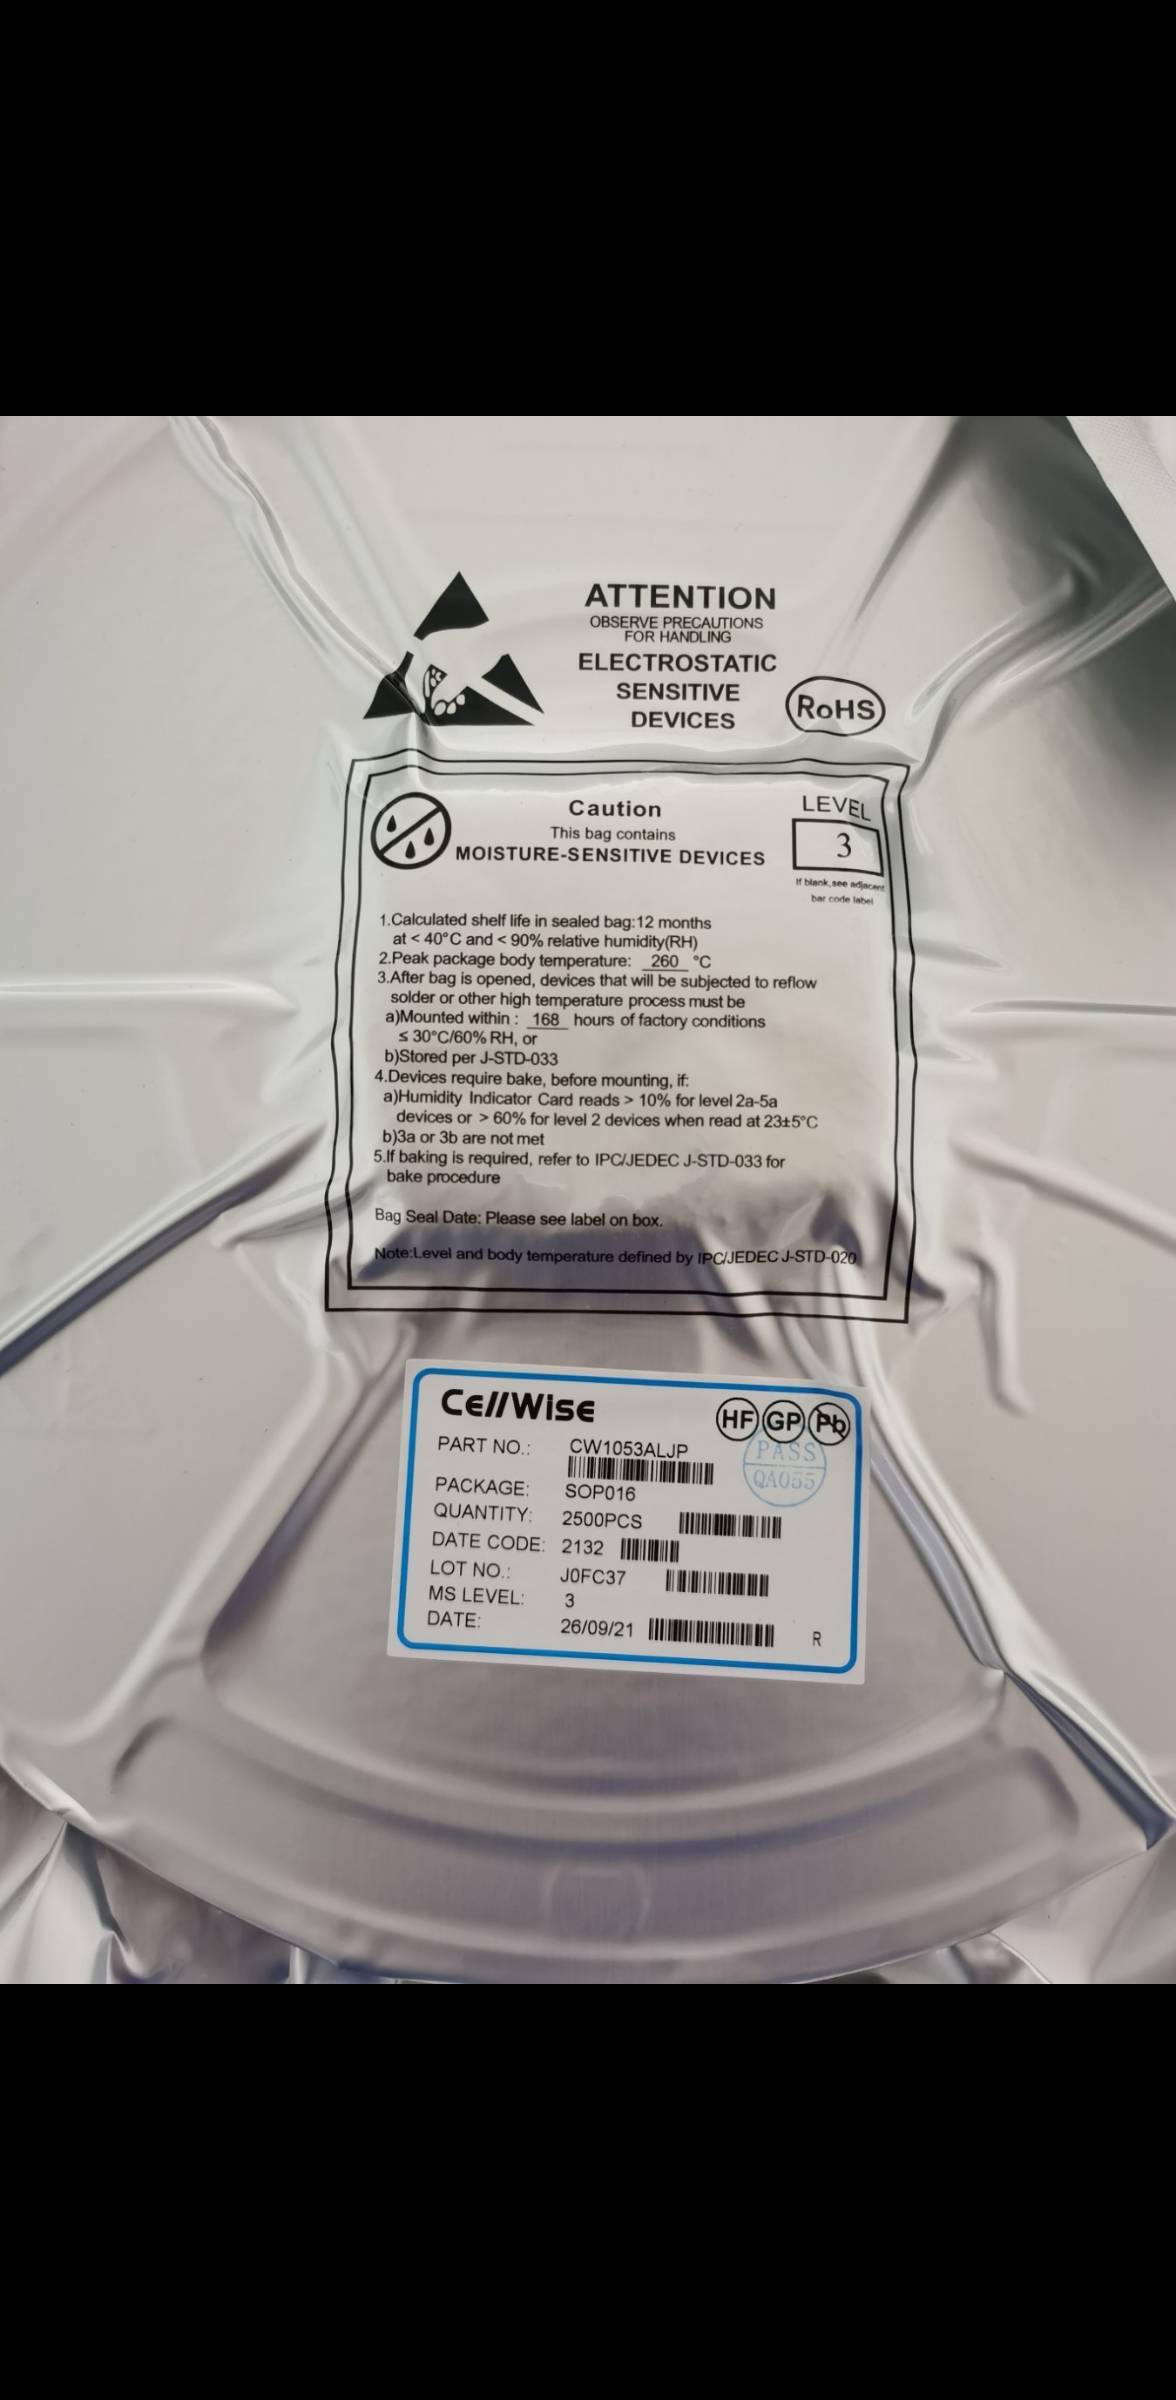 ATTENTION
OBSERVE PRECAUTIONS
FOR HANDLING
ELECTROSTATIC
SENSITIVE
DEVICES
RoHS
Caution
This bag contains
MOISTURE-SENSITIVE DEVICES
LEVEL
3
If blank,see adjacent
bar code label
1.Calculated shelf life in sealed bag:12 months
at < 40°C and < 90% relative humidity(RH)
2.Peak package body temperature: 260 °C
3.After bag is opened, devices that will be subjected to reflow
solder or other high temperature process must be
a)Mounted within : 168 hours of factory conditions
≤ 30°C/60% RH, or
b)Stored per J-STD-033
4.Devices require bake, before mounting, if:
a)Humidity Indicator Card reads > 10% for level 2a-5a
devices or > 60% for level 2 devices when read at 23±5°C
b)3a or 3b are not met
5.If baking is required, refer to IPC/JEDEC J-STD-033 for
bake procedure
Bag Seal Date: Please see label on box.
Note:Level and body temperature defined by IPC/JEDEC J-STD-020
CellWise
HF GP Pb
PASS
QA055
PART NO.: CW1053ALJP
PACKAGE: SOP016
QUANTITY: 2500PCS
DATE CODE: 2132
LOT NO.: J0FC37
MS LEVEL: 3
DATE: 26/09/21 R